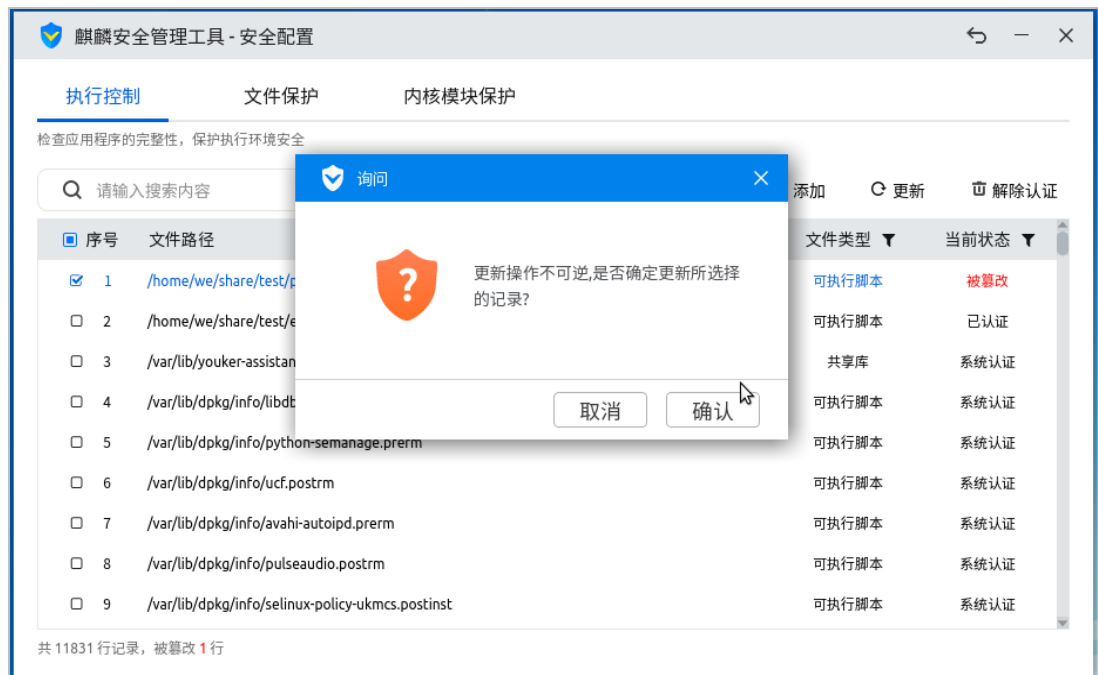 麒麟安全管理工具 - 安全配置
执行控制 文件保护 内核模块保护
检查应用程序的完整性，保护执行环境安全
请输入搜索内容 添加 更新 解除认证
询问
更新操作不可逆,是否确定更新所选择
的记录?
取消 确认
序号 文件路径 文件类型 当前状态
1 /home/we/share/test/p 可执行脚本 被篡改
2 /home/we/share/test/e 可执行脚本 已认证
3 /var/lib/youker-assistan 共享库 系统认证
4 /var/lib/dpkg/info/libdb 可执行脚本 系统认证
5 /var/lib/dpkg/info/python-semanage.prerm 可执行脚本 系统认证
6 /var/lib/dpkg/info/ucf.postrm 可执行脚本 系统认证
7 /var/lib/dpkg/info/avahi-autoipd.prerm 可执行脚本 系统认证
8 /var/lib/dpkg/info/pulseaudio.postrm 可执行脚本 系统认证
9 /var/lib/dpkg/info/selinux-policy-ukmcs.postinst 可执行脚本 系统认证
共 11831 行记录，被篡改 1 行